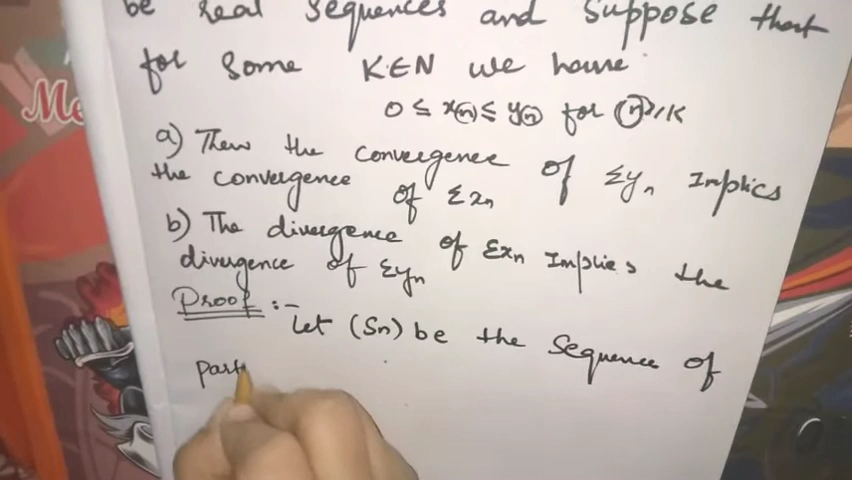 be real sequences and suppose that
for some K∈N we have
0 ≤ x(n) ≤ y(n) for (n)≥K
a) Then the convergence of Σyn Implies
the convergence of Σxn
b) The divergence of Σxn Implies the
divergence of Σyn
Proof :- Let (Sn) be the Sequence of
part
Me